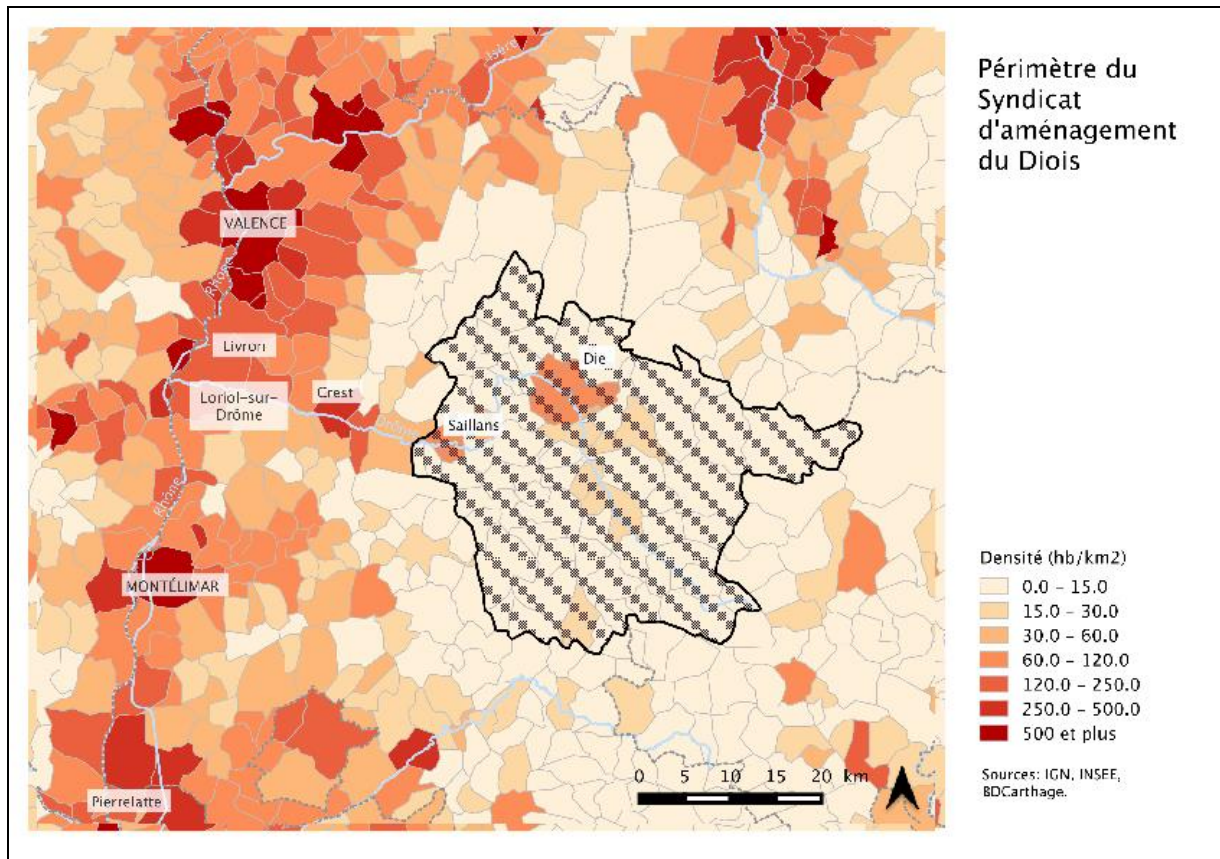 Périmètre du
Syndicat
d'aménagement
du Diois
Isère
VALENCE
Rhône
Livron
Die
Loriol-sur-
Drôme
Crest
Drôme
Saillans
Rhône
MONTÉLIMAR
Pierrelatte
0 5 10 15 20 km
Densité (hb/km2)
0.0 - 15.0
15.0 - 30.0
30.0 - 60.0
60.0 - 120.0
120.0 - 250.0
250.0 - 500.0
500 et plus
Sources: IGN, INSEE,
BDCarthage.